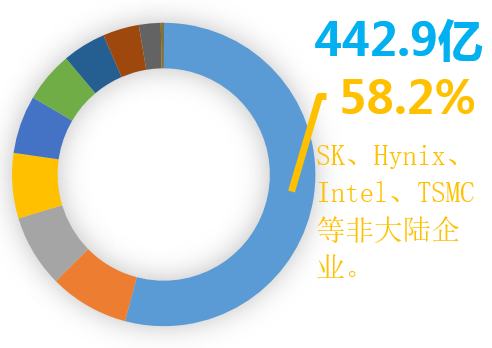 442.9亿
58.2%
SK、Hynix、
Intel、TSMC
等非大陆企
业。